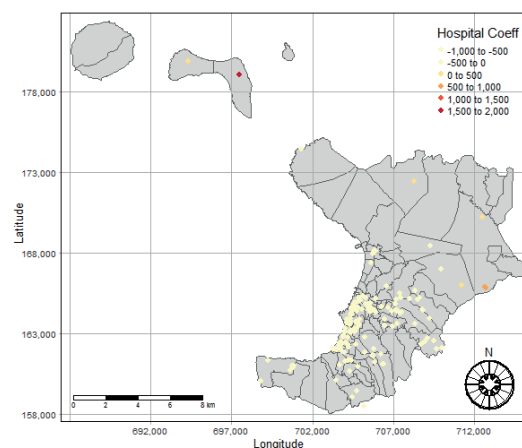 Hospital Coeff
-1,000 to -500
-500 to 0
0 to 500
500 to 1,000
1,000 to 1,500
1,500 to 2,000
178,000
173,000
168,000
163,000
158,000
Latitude
N
0 2 4 6 8 km
692,000 697,000 702,000 707,000 712,000
Longitude